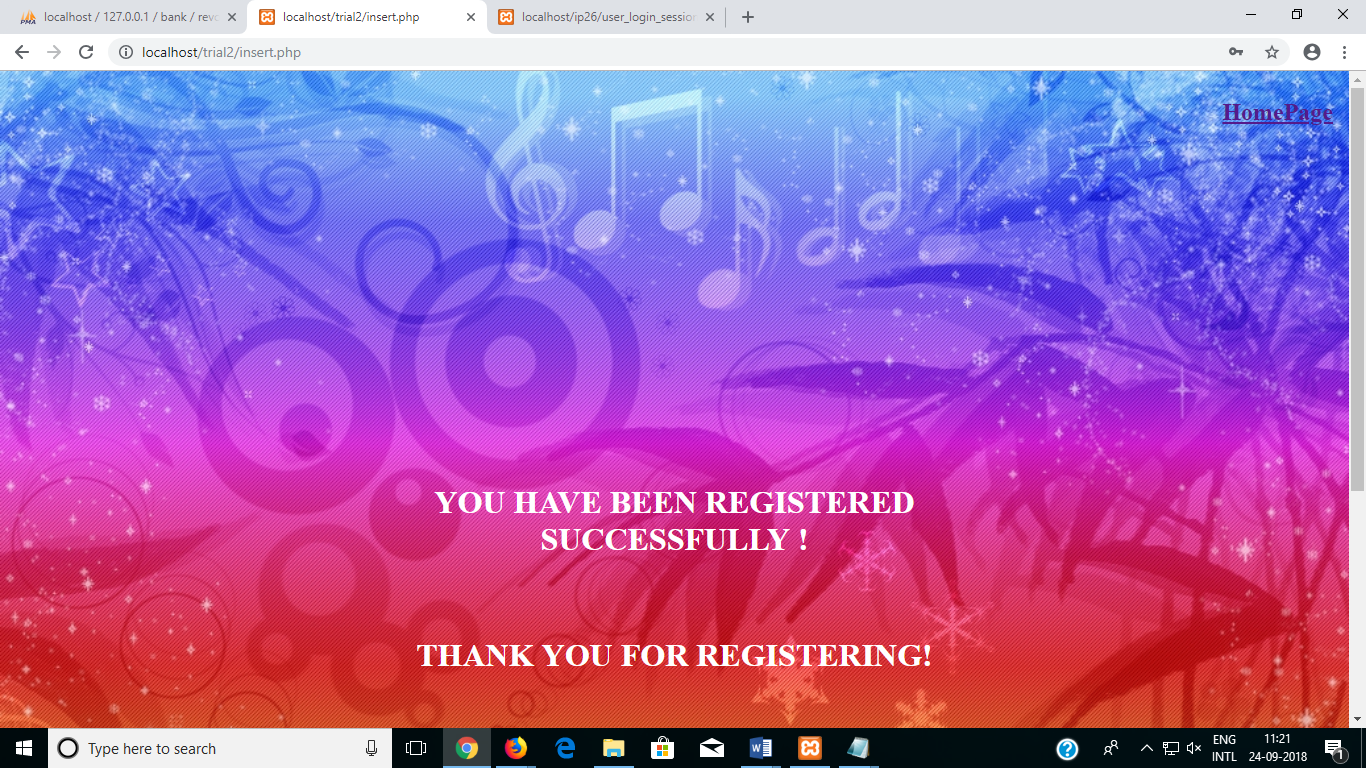 localhost / 127.0.0.1 / bank / revo
localhost/trial2/insert.php
localhost/ip26/user_login_session
localhost/trial2/insert.php
HomePage
YOU HAVE BEEN REGISTERED
SUCCESSFULLY !
THANK YOU FOR REGISTERING!
Type here to search
ENG
INTL
11:21
24-09-2018
1